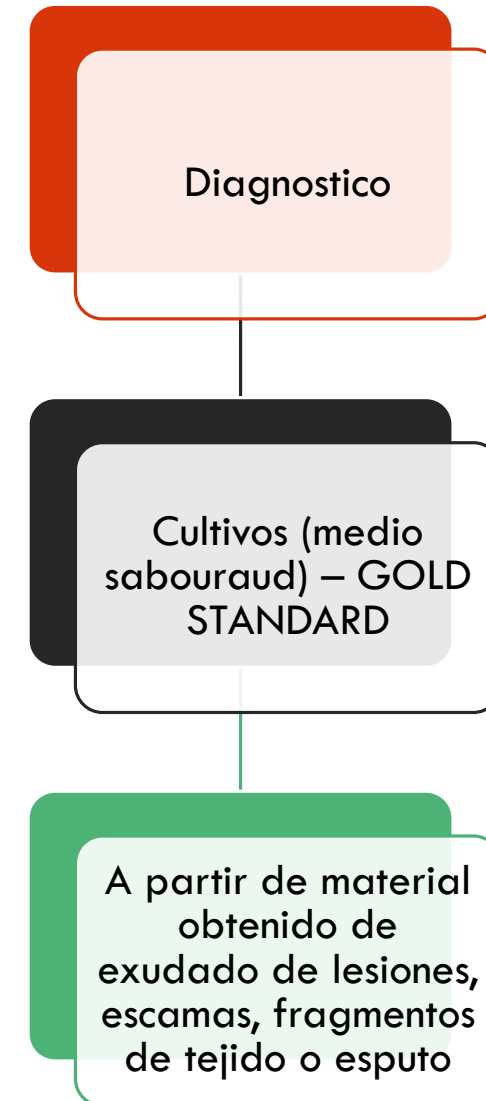 Diagnostico
Cultivos (medio
sabouraud) – GOLD
STANDARD
A partir de material
obtenido de
exudado de lesiones,
escamas, fragmentos
de tejido o esputo